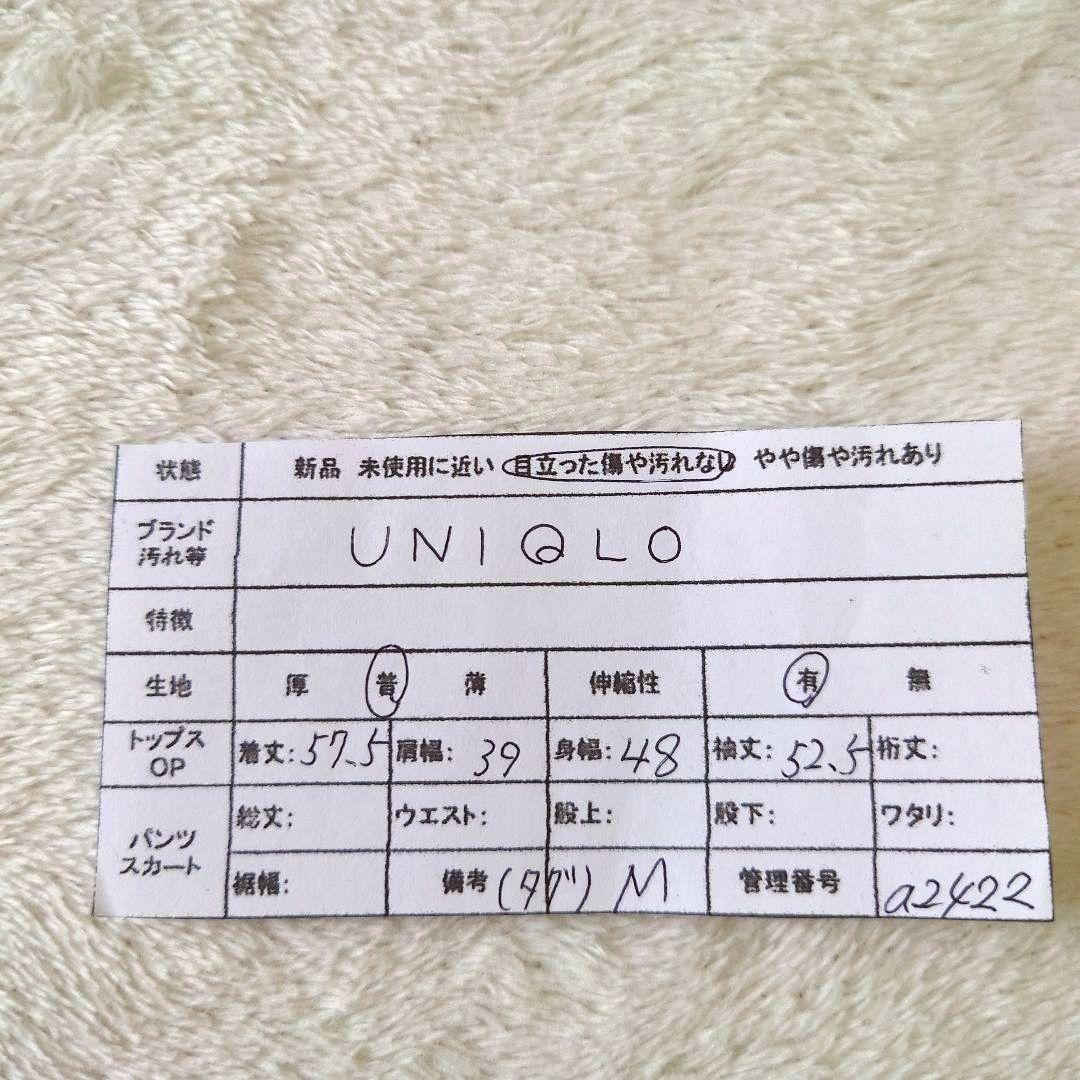 状態 新品 未使用に近い 目立った傷や汚れなし やや傷や汚れあり
ブランド
汚れ等
UNIQLO
特徴
生地 厚 普 薄 伸縮性 有 無
トップス
OP
着丈:57.5 肩幅: 39 身幅:48 袖丈:52.5 裄丈:
パンツ
スカート
総丈: ウエスト: 股上: 股下: ワタリ:
裾幅: 備考 (タグ) M 管理番号 a2422